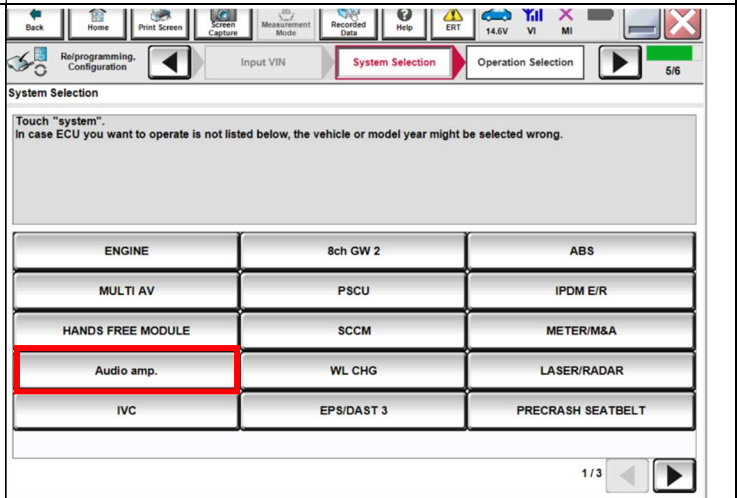 Back
Home
Print Screen
Screen Capture
Measurement Mode
Recorded Data
Help
ERT
14.6V
VI
MI
Re/programming, Configuration
Input VIN
System Selection
Operation Selection
5/6
System Selection
Touch "system".
In case ECU you want to operate is not listed below, the vehicle or model year might be selected wrong.
ENGINE
8ch GW 2
ABS
MULTI AV
PSCU
IPDM E/R
HANDS FREE MODULE
SCCM
METER/M&A
Audio amp.
WL CHG
LASER/RADAR
IVC
EPS/DAST 3
PRECRASH SEATBELT
1/3